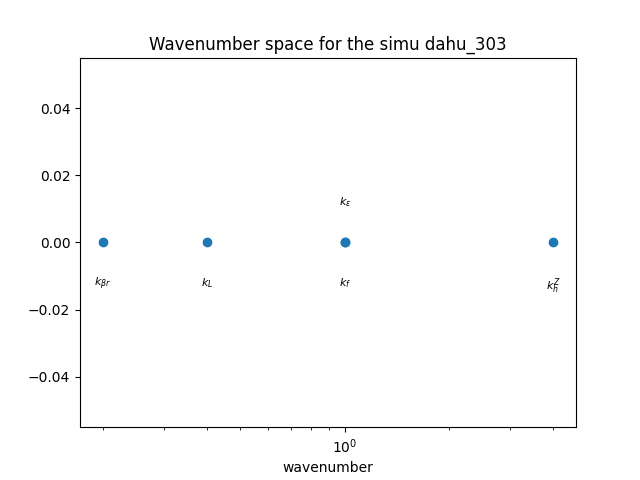 Wavenumber space for the simu dahu_303
0.04
0.02
0.00
−0.02
−0.04
k_ε
k_βr
k_L
k_f
k_h^Z
10^0
wavenumber